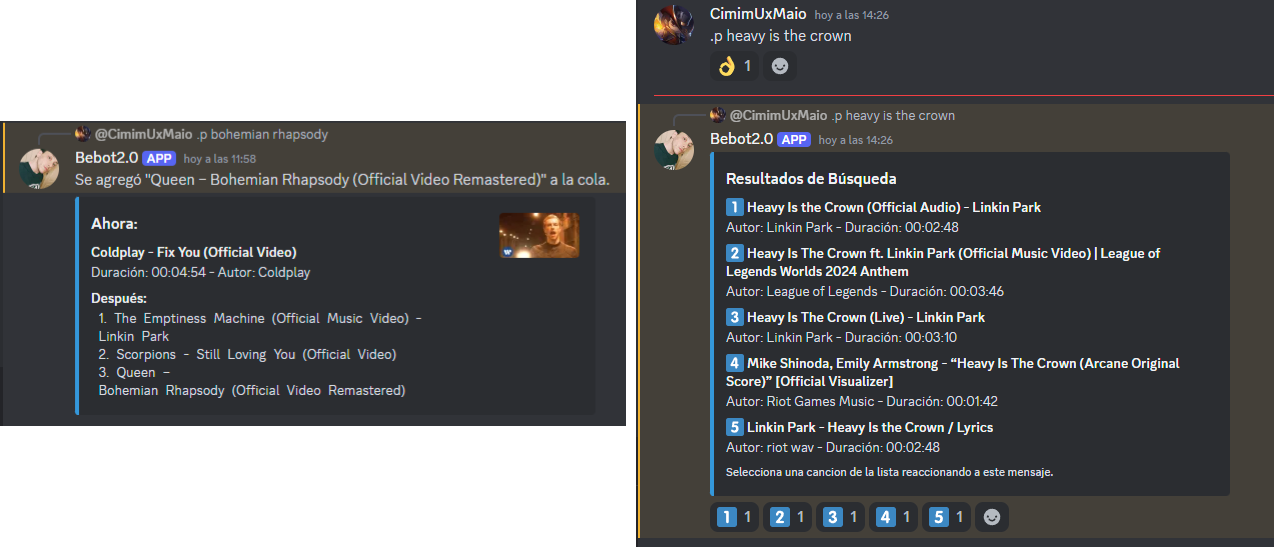 @CimimUxMaio .p bohemian rhapsody
Bebot2.0 APP hoy a las 11:58
Se agregó "Queen – Bohemian Rhapsody (Official Video Remastered)" a la cola.
Ahora:
Coldplay - Fix You (Official Video)
Duración: 00:04:54 - Autor: Coldplay
Después:
1. The Emptiness Machine (Official Music Video) -
Linkin Park
2. Scorpions - Still Loving You (Official Video)
3. Queen –
Bohemian Rhapsody (Official Video Remastered)
CimimUxMaio hoy a las 14:26
.p heavy is the crown
👌 1
@CimimUxMaio .p heavy is the crown
Bebot2.0 APP hoy a las 14:26
Resultados de Búsqueda
1 Heavy Is the Crown (Official Audio) - Linkin Park
Autor: Linkin Park - Duración: 00:02:48
2 Heavy Is The Crown ft. Linkin Park (Official Music Video) | League of
Legends Worlds 2024 Anthem
Autor: League of Legends - Duración: 00:03:46
3 Heavy Is The Crown (Live) - Linkin Park
Autor: Linkin Park - Duración: 00:03:10
4 Mike Shinoda, Emily Armstrong - “Heavy Is The Crown (Arcane Original
Score)” [Official Visualizer]
Autor: Riot Games Music - Duración: 00:01:42
5 Linkin Park - Heavy Is the Crown / Lyrics
Autor: riot wav - Duración: 00:02:48
Selecciona una cancion de la lista reaccionando a este mensaje.
1 1 2 1 3 1 4 1 5 1